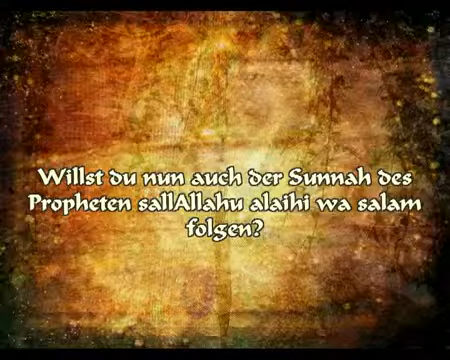 Willst du nun auch der Sunnah des
Propheten sallAllahu alaihi wa salam
folgen?